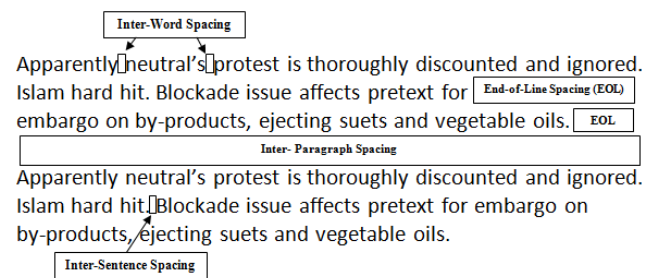 Inter-Word Spacing
Apparently neutral's protest is thoroughly discounted and ignored.
Islam hard hit. Blockade issue affects pretext for End-of-Line Spacing (EOL)
embargo on by-products, ejecting suets and vegetable oils. EOL
Inter- Paragraph Spacing
Apparently neutral's protest is thoroughly discounted and ignored.
Islam hard hit. Blockade issue affects pretext for embargo on
by-products, ejecting suets and vegetable oils.
Inter-Sentence Spacing